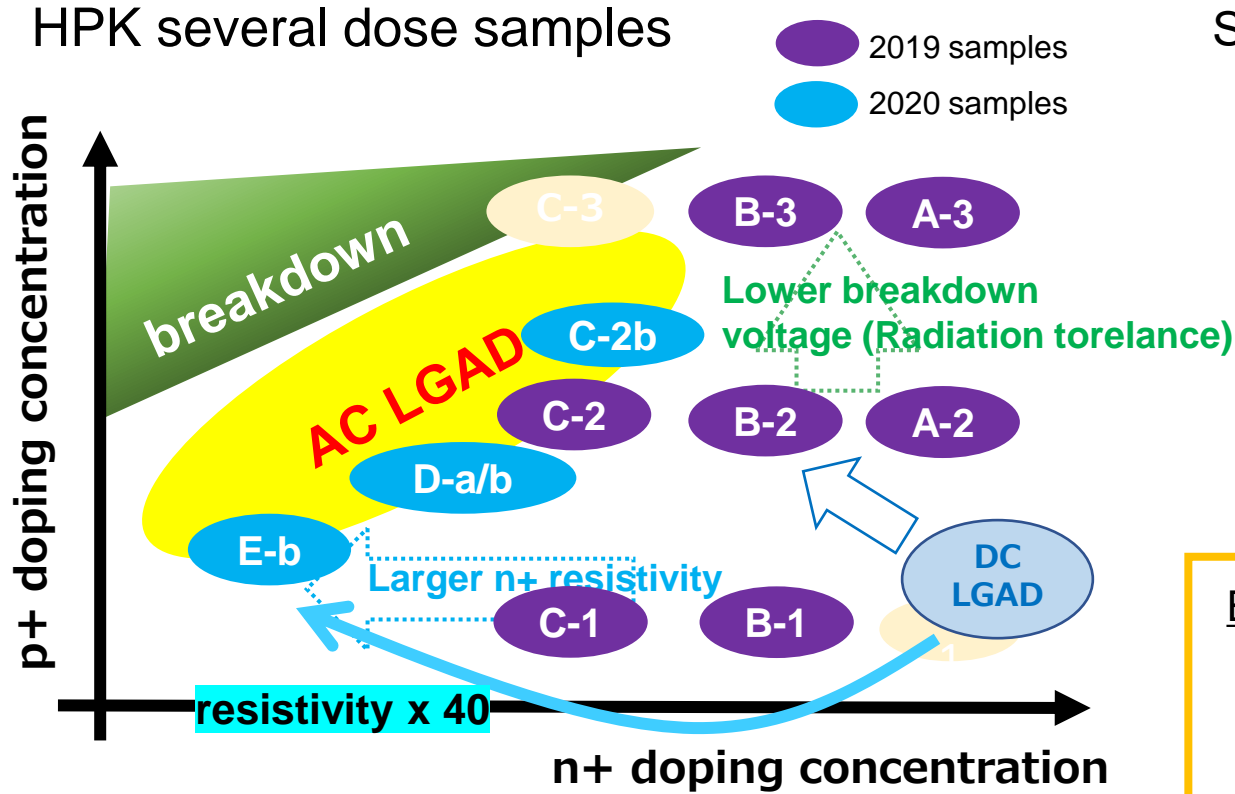 HPK several dose samples
2019 samples
2020 samples
S
p+ doping concentration
breakdown
C-3
B-3
A-3
Lower breakdown
voltage (Radiation torelance)
C-2b
AC LGAD
C-2
B-2
A-2
D-a/b
E-b
Larger n+ resistivity
DC
LGAD
C-1
B-1
1
resistivity x 40
n+ doping concentration